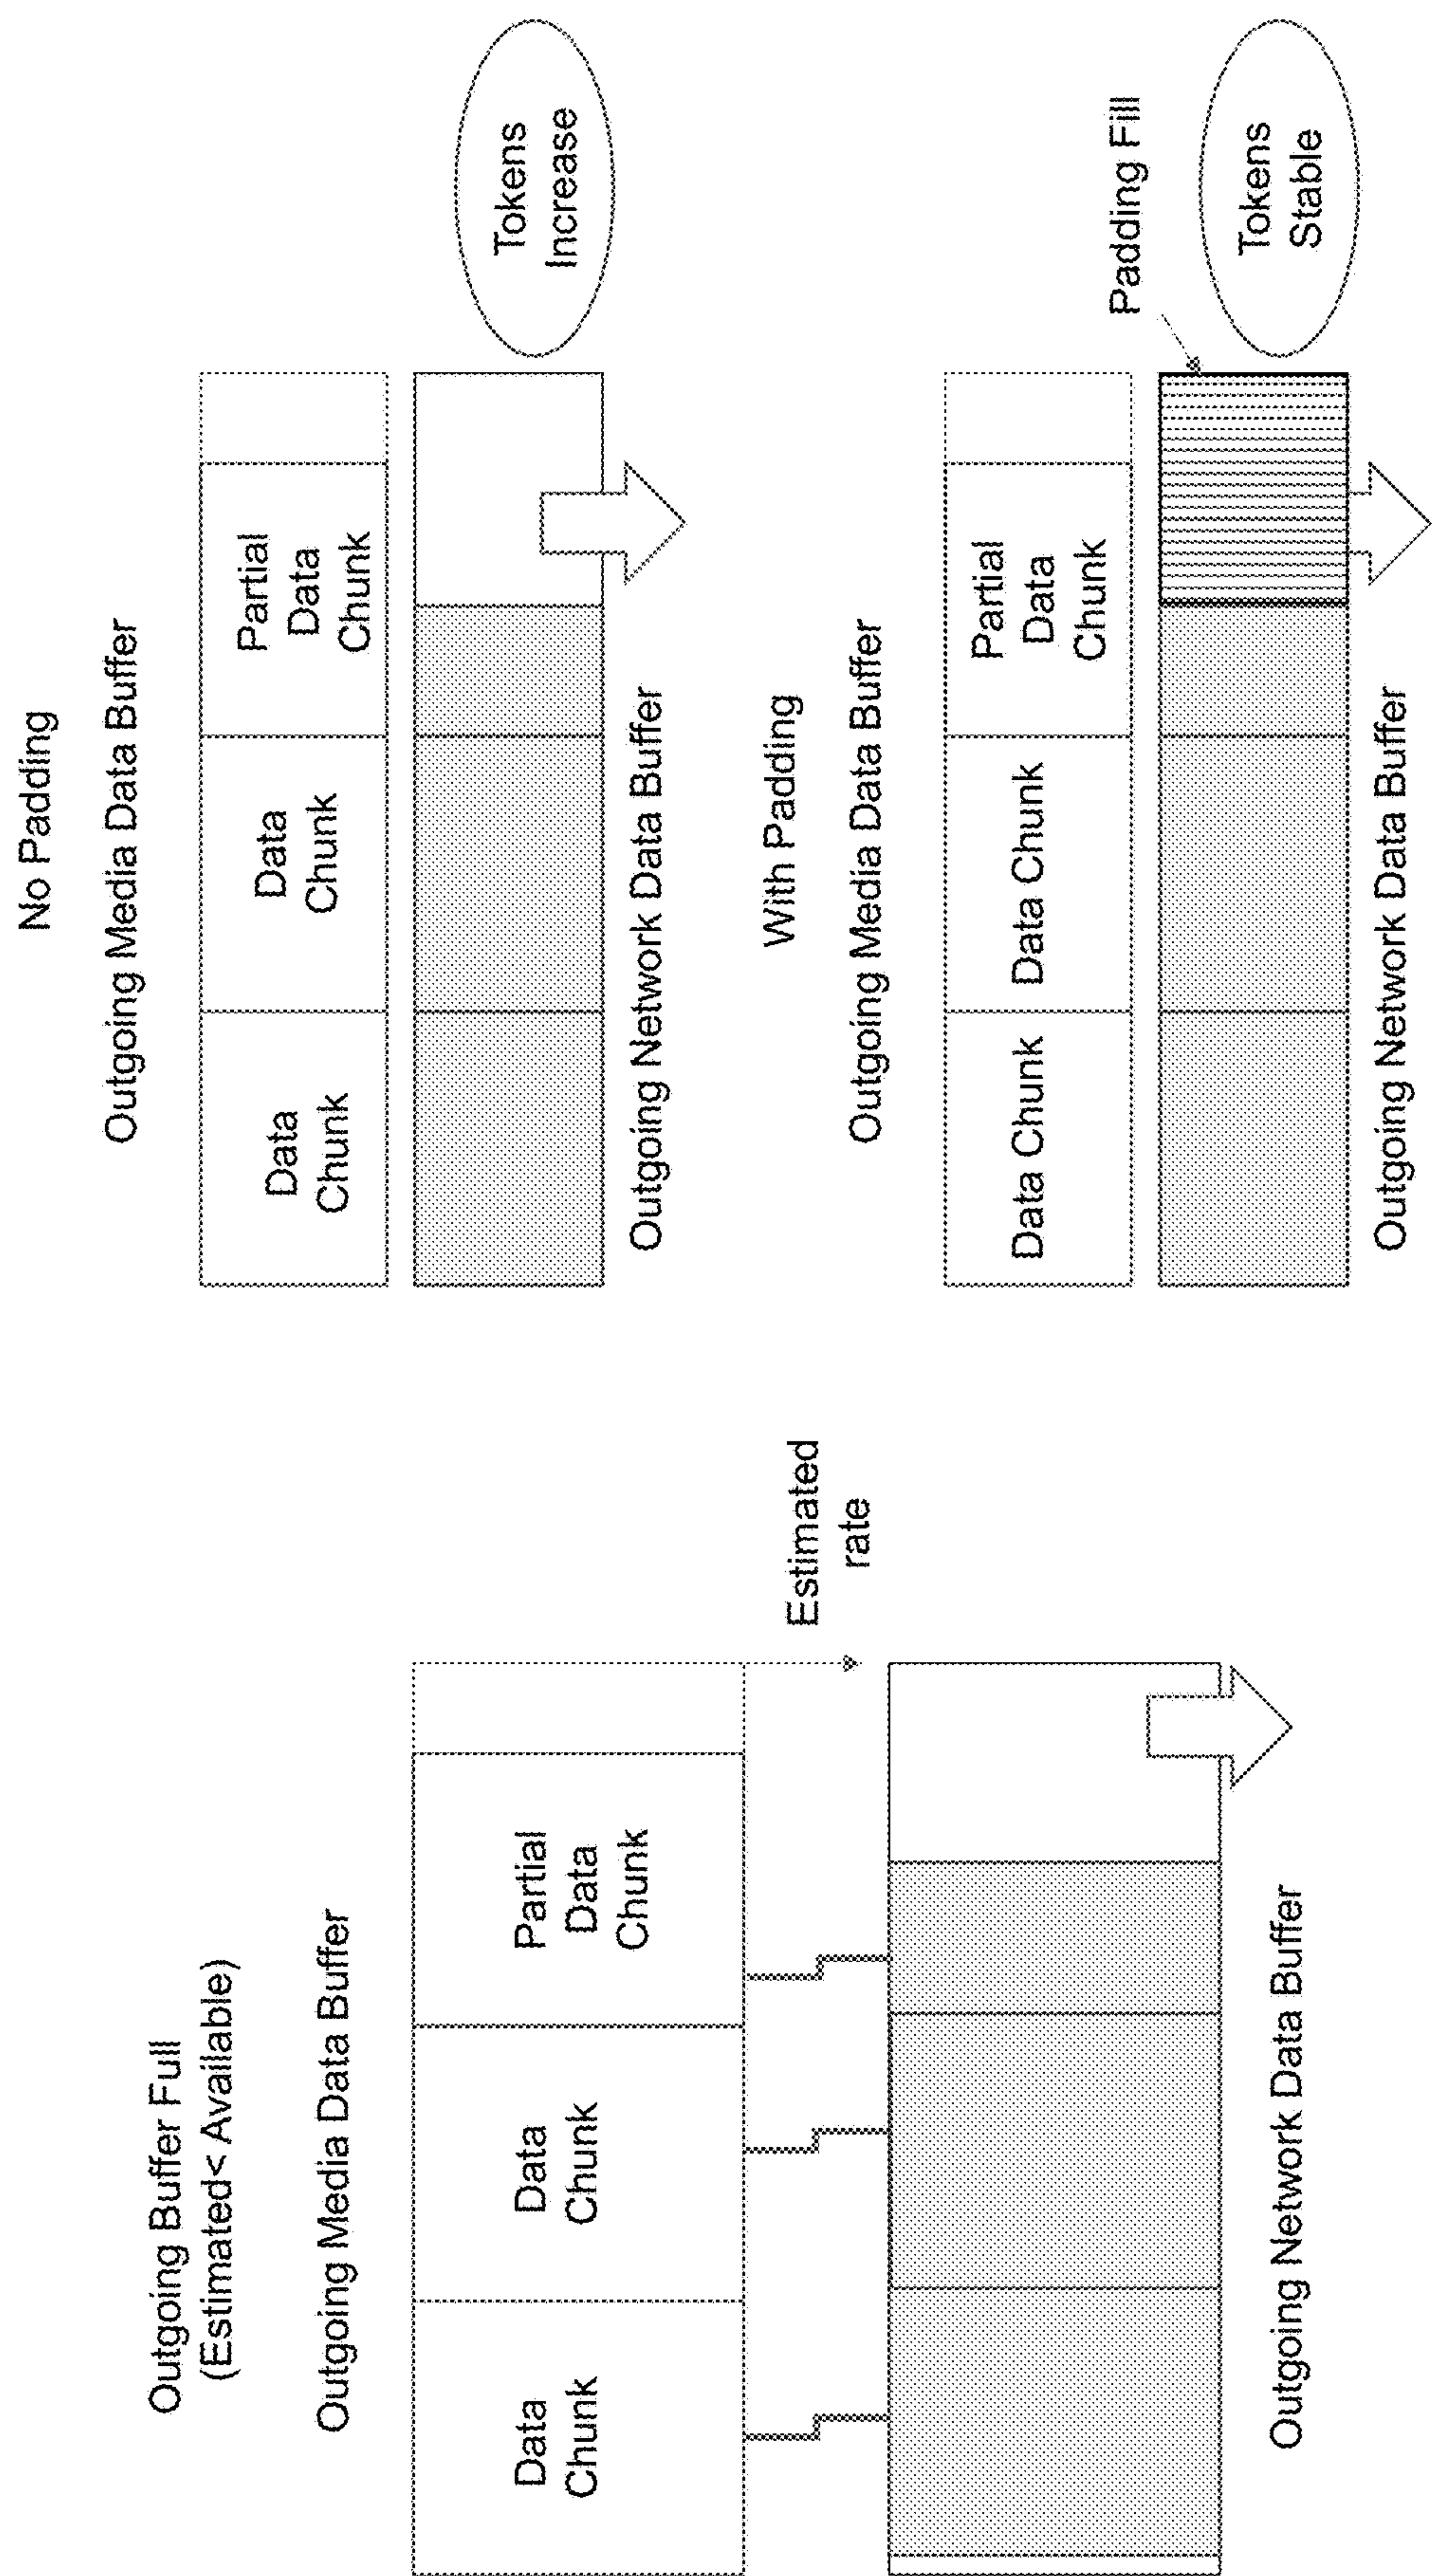 Outgoing Buffer Full
(Estimated< Available)
Outgoing Media Data Buffer
Data
Chunk
Data
Chunk
Partial
Data
Chunk
Estimated
rate
Outgoing Network Data Buffer
No Padding
Outgoing Media Data Buffer
Data
Chunk
Data
Chunk
Partial
Data
Chunk
Tokens
Increase
Outgoing Network Data Buffer
With Padding
Outgoing Media Data Buffer
Data Chunk
Data Chunk
Partial
Data
Chunk
Padding Fill
Tokens
Stable
Outgoing Network Data Buffer